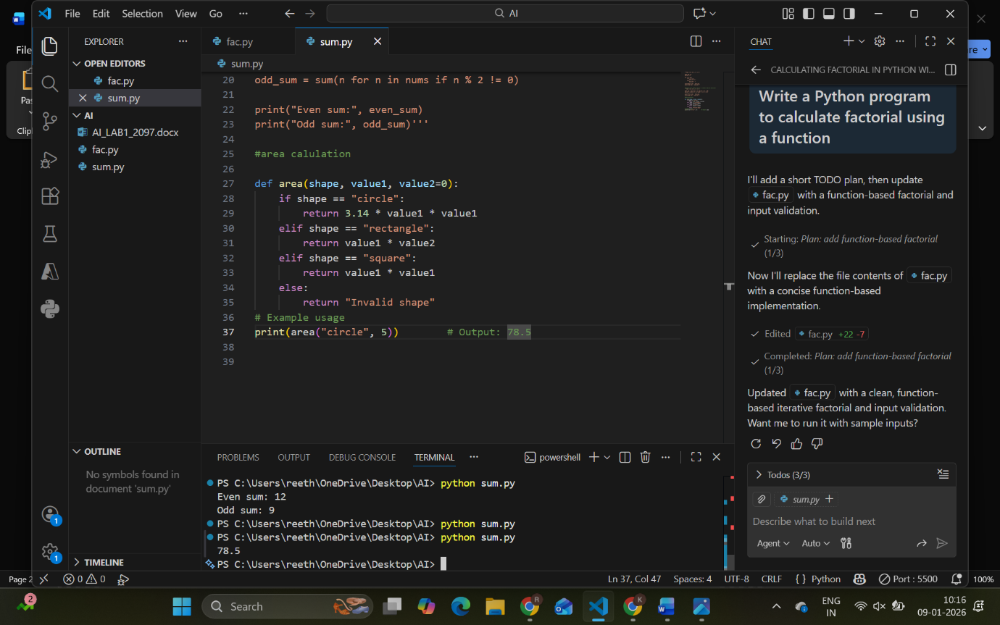 File Edit Selection View Go ···
AI
File
Pas
Clip
re
EXPLORER ···
OPEN EDITORS
fac.py
sum.py
AI
AI_LAB1_2097.docx
fac.py
sum.py
OUTLINE
No symbols found in
document 'sum.py'
TIMELINE
1
1
fac.py
sum.py
sum.py
20 odd_sum = sum(n for n in nums if n % 2 != 0)
21
22 print("Even sum:", even_sum)
23 print("Odd sum:", odd_sum)'''
24
25 #area calulation
26
27 def area(shape, value1, value2=0):
28 if shape == "circle":
29 return 3.14 * value1 * value1
30 elif shape == "rectangle":
31 return value1 * value2
32 elif shape == "square":
33 return value1 * value1
34 else:
35 return "Invalid shape"
36 # Example usage
37 print(area("circle", 5)) # Output: 78.5
38
39
PROBLEMS OUTPUT DEBUG CONSOLE TERMINAL ··· powershell
PS C:\Users\reeth\OneDrive\Desktop\AI> python sum.py
Even sum: 12
Odd sum: 9
PS C:\Users\reeth\OneDrive\Desktop\AI> python sum.py
PS C:\Users\reeth\OneDrive\Desktop\AI> python sum.py
78.5
PS C:\Users\reeth\OneDrive\Desktop\AI>
CHAT
CALCULATING FACTORIAL IN PYTHON WI...
Write a Python program
to calculate factorial using
a function
I'll add a short TODO plan, then update
fac.py with a function-based factorial and
input validation.
Starting: Plan: add function-based factorial
(1/3)
Now I'll replace the file contents of fac.py
with a concise function-based
implementation.
Edited fac.py +22 -7
Completed: Plan: add function-based factorial
(1/3)
Updated fac.py with a clean, function-
based iterative factorial and input validation.
Want me to run it with sample inputs?
Todos (3/3)
sum.py
Describe what to build next
Agent Auto
Page 2
0 0
Ln 37, Col 47 Spaces: 4 UTF-8 CRLF { } Python Port : 5500
100%
2
Search
R
K
ENG
IN
10:16
09-01-2026